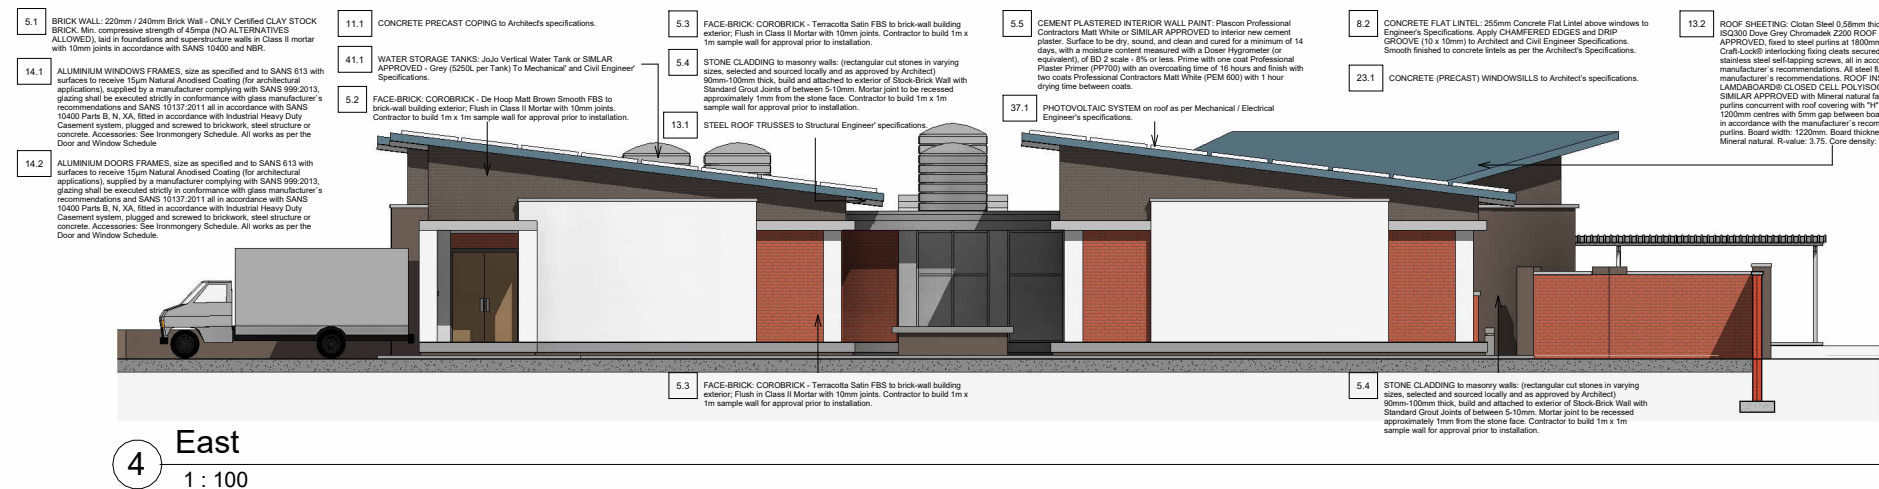 5.1
BRICK WALL: 220mm / 240mm Brick Wall - ONLY Certified CLAY STOCK
BRICK. Min. compressive strength of 45mpa (NO ALTERNATIVES
ALLOWED), laid in foundations and superstructure walls in Class II mortar
with 10mm joints in accordance with SANS 10400 and NBR.
14.1
ALUMINIUM WINDOWS FRAMES, size as specified and to SANS 613 with
surfaces to receive 15µm Natural Anodised Coating (for architectural
applications), supplied by a manufacturer complying with SANS 999:2013,
glazing shall be executed strictly in conformance with glass manufacturer`s
recommendations and SANS 10137:2011 all in accordance with SANS
10400 Parts B, N, XA, fitted in accordance with Industrial Heavy Duty
Casement system, plugged and screwed to brickwork, steel structure or
concrete. Accessories: See Ironmongery Schedule. All works as per the
Door and Window Schedule
14.2
ALUMINIUM DOORS FRAMES, size as specified and to SANS 613 with
surfaces to receive 15µm Natural Anodised Coating (for architectural
applications), supplied by a manufacturer complying with SANS 999:2013,
glazing shall be executed strictly in conformance with glass manufacturer`s
recommendations and SANS 10137:2011 all in accordance with SANS
10400 Parts B, N, XA, fitted in accordance with Industrial Heavy Duty
Casement system, plugged and screwed to brickwork, steel structure or
concrete. Accessories: See Ironmongery Schedule. All works as per the
Door and Window Schedule.
11.1
CONCRETE PRECAST COPING to Architect's specifications.
41.1
WATER STORAGE TANKS: JoJo Vertical Water Tank or SIMLAR
APPROVED - Grey (5250L per Tank) To Mechanical' and Civil Engineer'
Specifications.
5.2
FACE-BRICK: COROBRICK - De Hoop Matt Brown Smooth FBS to
brick-wall building exterior; Flush in Class II Mortar with 10mm joints.
Contractor to build 1m x 1m sample wall for approval prior to installation.
5.3
FACE-BRICK: COROBRICK - Terracotta Satin FBS to brick-wall building
exterior; Flush in Class II Mortar with 10mm joints. Contractor to build 1m x
1m sample wall for approval prior to installation.
5.4
STONE CLADDING to masonry walls: (rectangular cut stones in varying
sizes, selected and sourced locally and as approved by Architect)
90mm-100mm thick, build and attached to exterior of Stock-Brick Wall with
Standard Grout Joints of between 5-10mm. Mortar joint to be recessed
approximately 1mm from the stone face. Contractor to build 1m x 1m
sample wall for approval prior to installation.
13.1
STEEL ROOF TRUSSES to Structural Engineer' specifications.
5.5
CEMENT PLASTERED INTERIOR WALL PAINT: Plascon Professional
Contractors Matt White or SIMILAR APPROVED to interior new cement
plaster. Surface to be dry, sound, and clean and cured for a minimum of 14
days, with a moisture content measured with a Doser Hygrometer (or
equivalent), of BD 2 scale - 8% or less. Prime with one coat Professional
Plaster Primer (PP700) with an overcoating time of 16 hours and finish with
two coats Professional Contractors Matt White (PEM 600) with 1 hour
drying time between coats.
37.1
PHOTOVOLTAIC SYSTEM on roof as per Mechanical / Electrical
Engineer's specifications.
8.2
CONCRETE FLAT LINTEL: 255mm Concrete Flat Lintel above windows to
Engineer's Specifications. Apply CHAMFERED EDGES and DRIP
GROOVE (10 x 10mm) to Architect and Civil Engineer Specifications.
Smooth finished to concrete lintels as per the Architect's Specifications.
23.1
CONCRETE (PRECAST) WINDOWSILLS to Architect's specifications.
13.2
ROOF SHEETING: Clotan Steel 0,58mm thic
ISQ300 Dove Grey Chromadek Z200 ROOF
APPROVED, fixed to steel purlins at 1800mm
Craft-Lock® interlocking fixing cleats secured
stainless steel self-tapping screws, all in acco
manufacturer`s recommendations. All steel fl
manufacturer`s recommendations. ROOF INS
LAMDABOARD® CLOSED CELL POLYISOC
SIMILAR APPROVED with Mineral natural fa
purlins concurrent with roof covering with "H"
1200mm centres with 5mm gap between boa
in accordance with the manufacturer`s recom
purlins. Board width: 1220mm. Board thickne
Mineral natural. R-value: 3.75. Core density:
5.3
FACE-BRICK: COROBRICK - Terracotta Satin FBS to brick-wall building
exterior; Flush in Class II Mortar with 10mm joints. Contractor to build 1m x
1m sample wall for approval prior to installation.
5.4
STONE CLADDING to masonry walls: (rectangular cut stones in varying
sizes, selected and sourced locally and as approved by Architect)
90mm-100mm thick, build and attached to exterior of Stock-Brick Wall with
Standard Grout Joints of between 5-10mm. Mortar joint to be recessed
approximately 1mm from the stone face. Contractor to build 1m x 1m
sample wall for approval prior to installation.
4
East
1 : 100